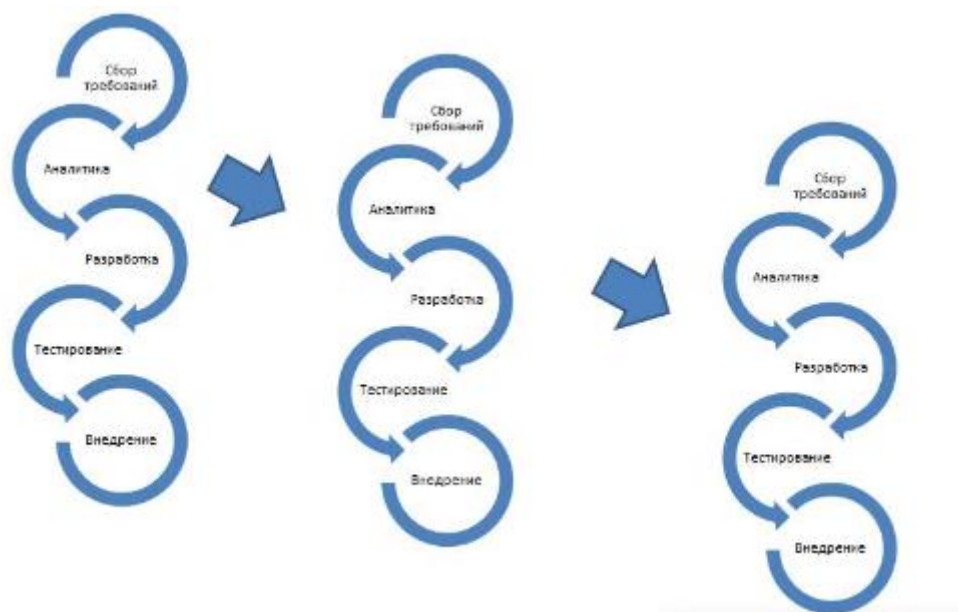 Сбор
требований
Аналитика
Разработка
Тестирование
Внедрение
Сбор
требований
Аналитика
Разработка
Тестирование
Внедрение
Сбор
требований
Аналитика
Разработка
Тестирование
Внедрение